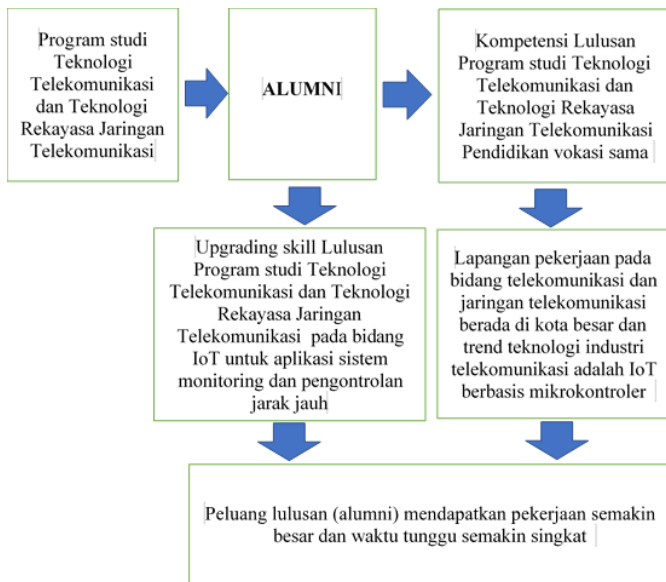 Program studi
Teknologi
Telekomunikasi
dan Teknologi
Rekayasa Jaringan
Telekomunikasi
ALUMNI
Kompetensi Lulusan
Program studi Teknologi
Telekomunikasi dan
Teknologi Rekayasa
Jaringan Telekomunikasi
Pendidikan vokasi sama
Upgrading skill Lulusan
Program studi Teknologi
Telekomunikasi dan Teknologi
Rekayasa Jaringan
Telekomunikasi pada bidang
IoT untuk aplikasi sistem
monitoring dan pengontrolan
jarak jauh
Lapangan pekerjaan pada
bidang telekomunikasi dan
jaringan telekomunikasi
berada di kota besar dan
trend teknologi industri
telekomunikasi adalah IoT
berbasis mikrokontroler
Peluang lulusan (alumni) mendapatkan pekerjaan semakin
besar dan waktu tunggu semakin singkat